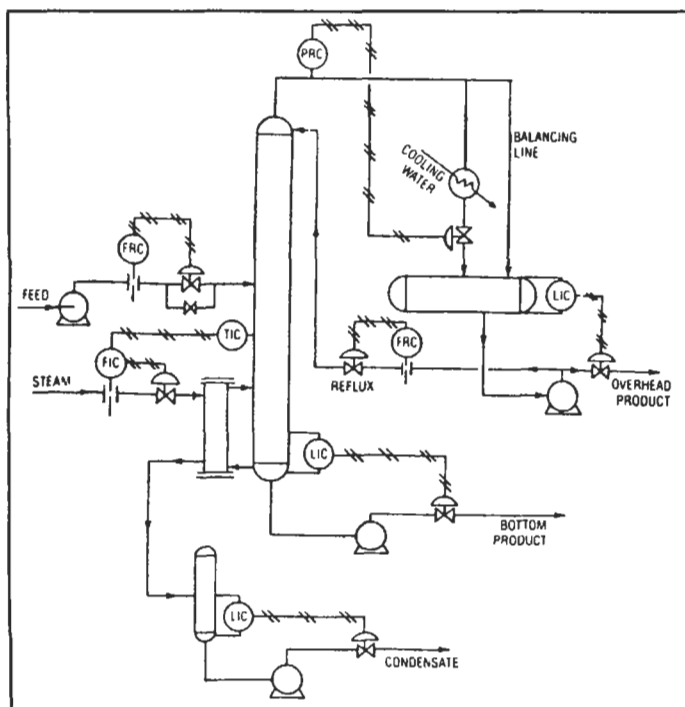 PRC
BALANCING
LINE
COOLING
WATER
FRC
FEED
LIC
TIC
FRC
FIC
STEAM
REFLUX
OVERHEAD
PRODUCT
LIC
BOTTOM
PRODUCT
LIC
CONDENSATE